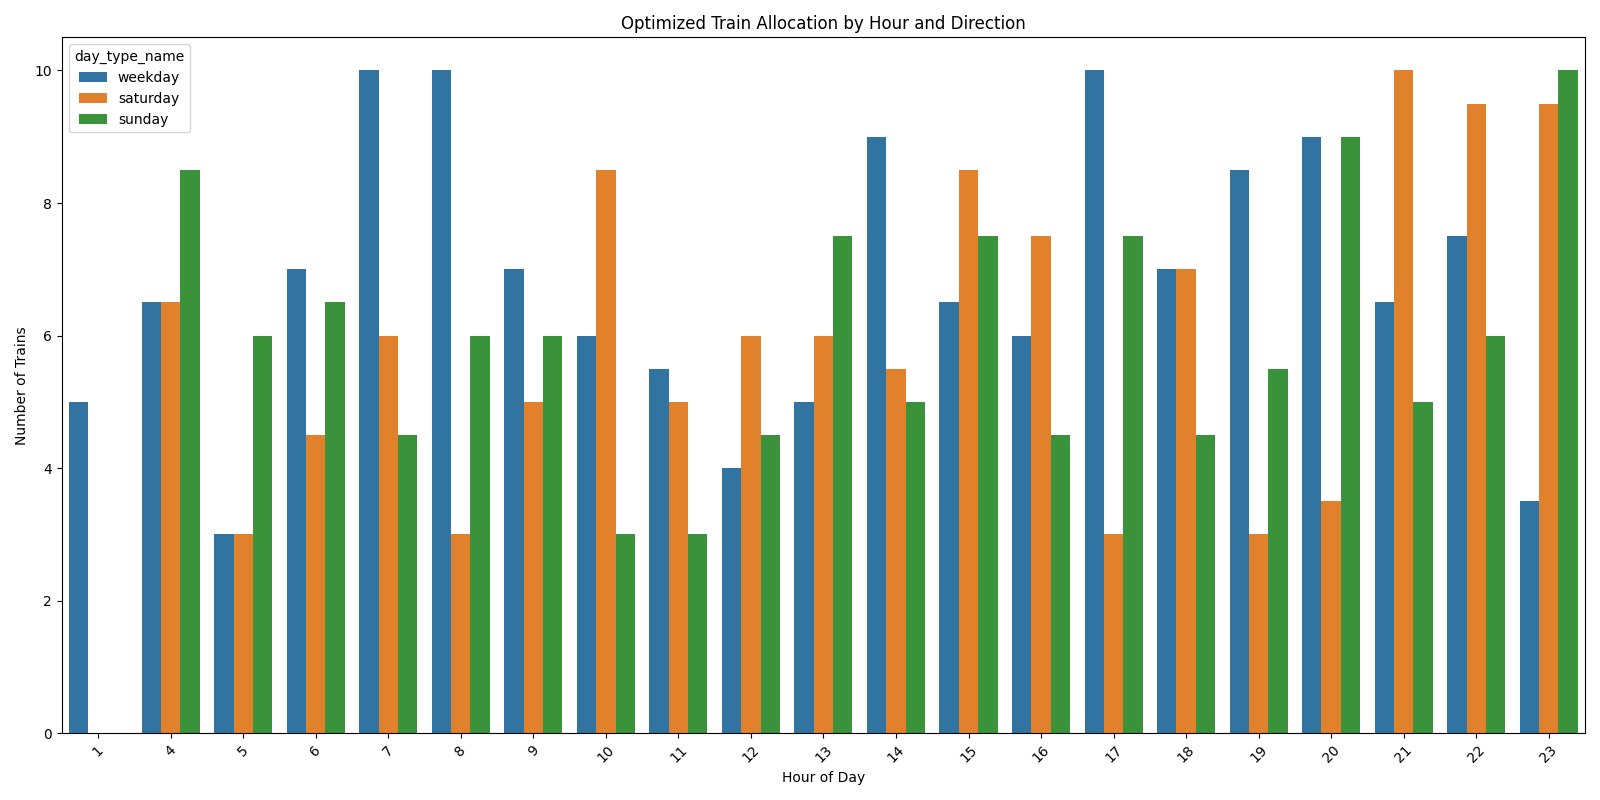 Optimized Train Allocation by Hour and Direction
day_type_name
weekday
saturday
sunday
Number of Trains
10
8
6
4
2
0
1 4 5 6 7 8 9 10 11 12 13 14 15 16 17 18 19 20 21 22 23
Hour of Day